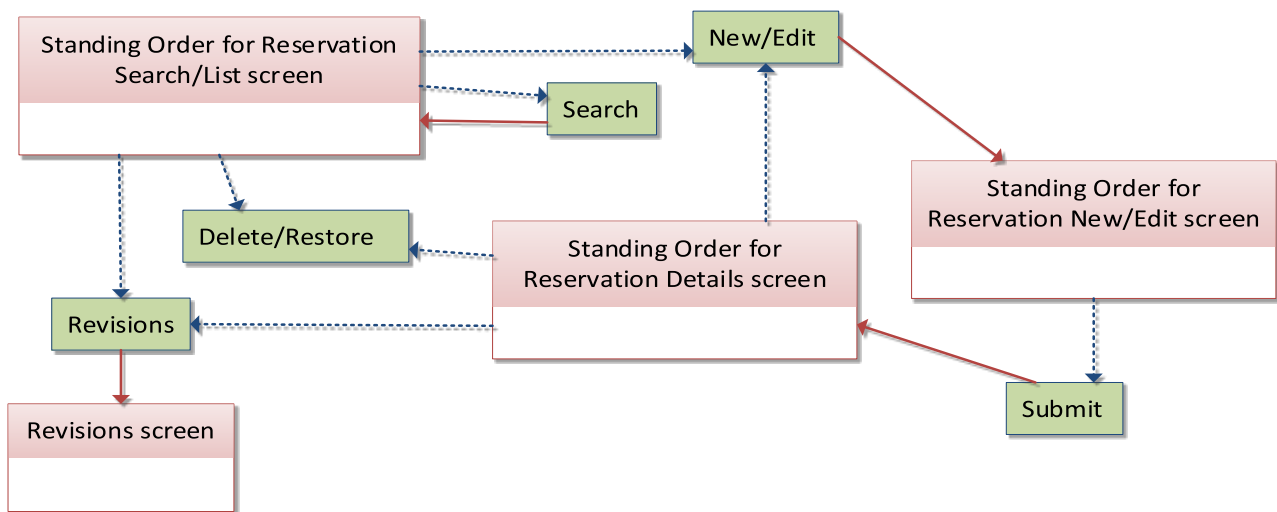 Standing Order for Reservation
Search/List screen
New/Edit
Search
Standing Order for
Reservation New/Edit screen
Delete/Restore
Standing Order for
Reservation Details screen
Revisions
Submit
Revisions screen